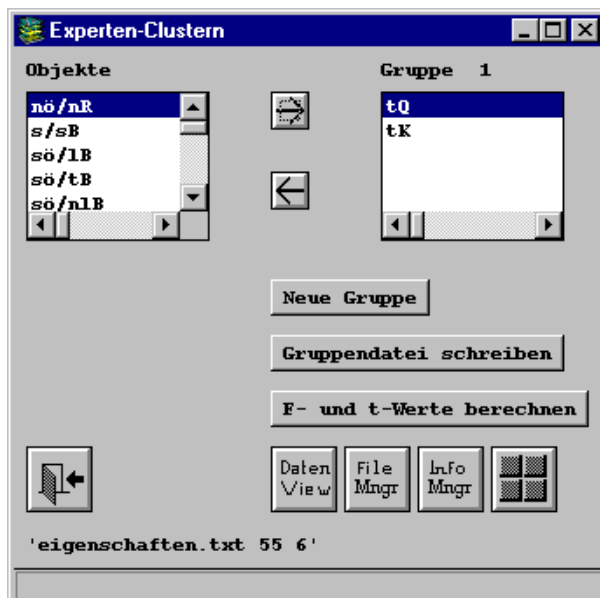 Experten-Clustern
Objekte
Gruppe 1
nö/nR
s/sB
sö/lB
sö/tB
sö/nlB
tQ
tK
Neue Gruppe
Gruppendatei schreiben
F- und t-Werte berechnen
Daten View
File Mngr
Info Mngr
'eigenschaften.txt 55 6'